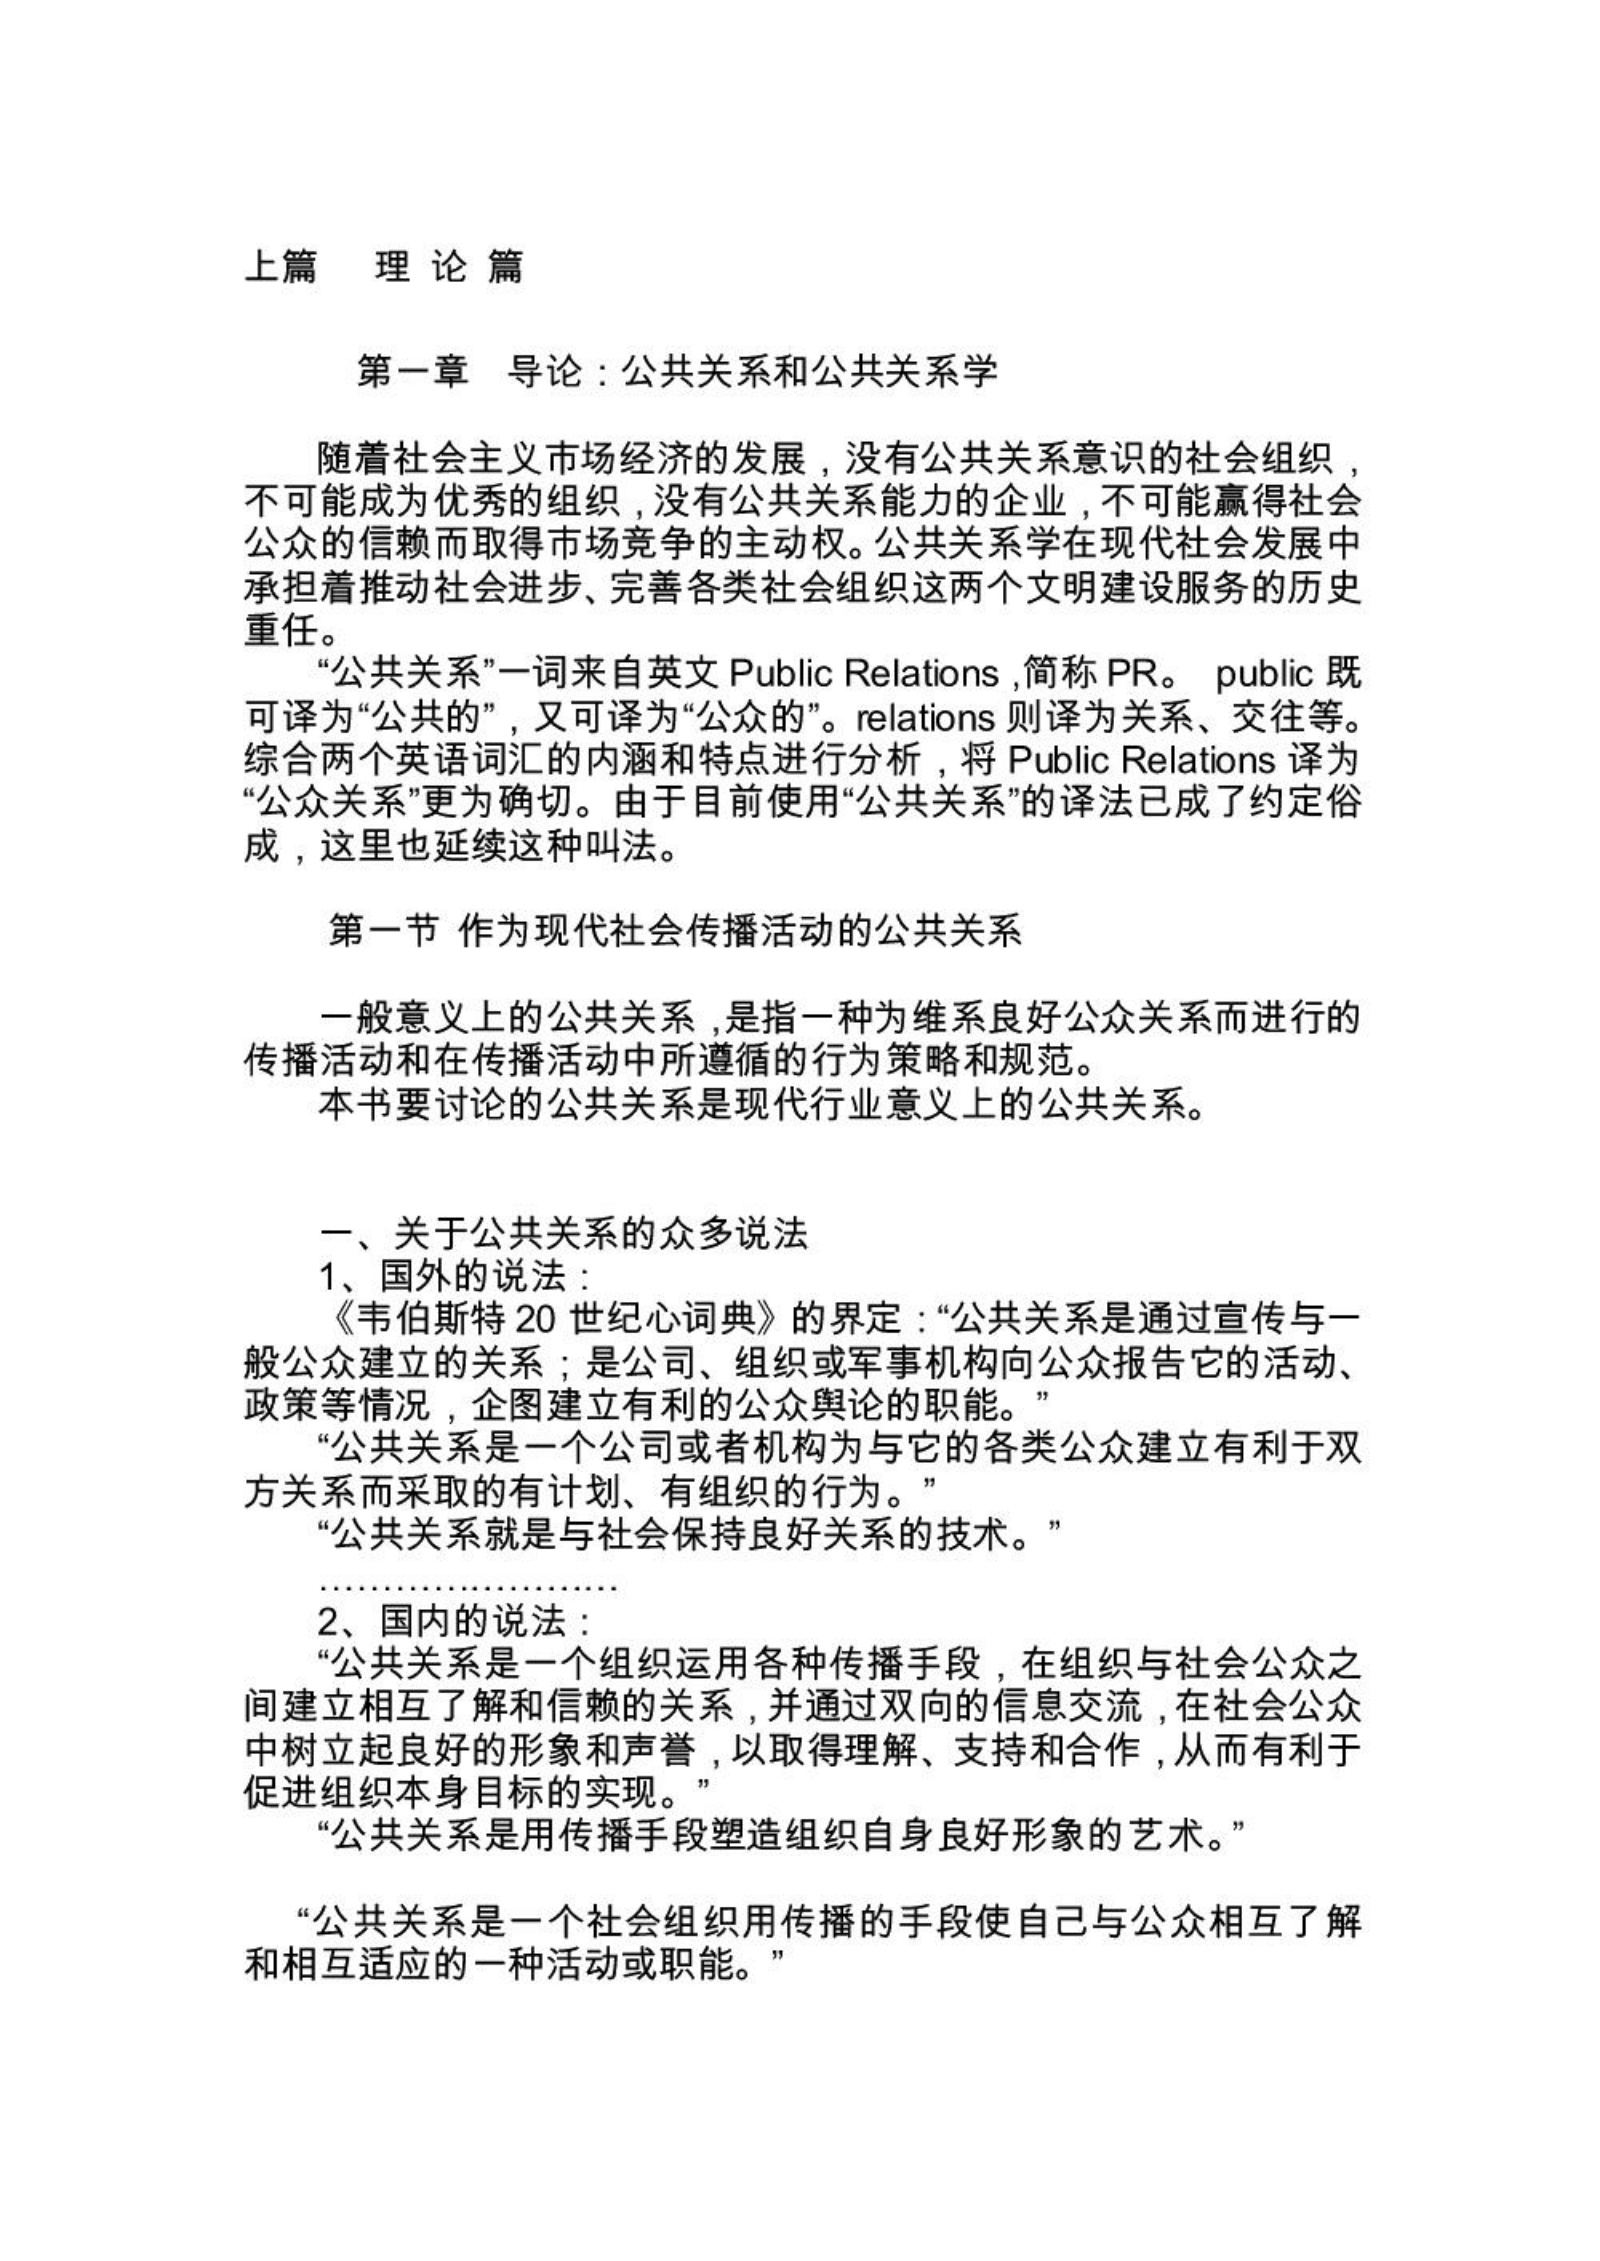 上篇 理 论 篇
第一章 导论：公共关系和公共关系学
随着社会主义市场经济的发展，没有公共关系意识的社会组织，
不可能成为优秀的组织，没有公共关系能力的企业，不可能赢得社会
公众的信赖而取得市场竞争的主动权。公共关系学在现代社会发展中
承担着推动社会进步、完善各类社会组织这两个文明建设服务的历史
重任。
“公共关系”一词来自英文 Public Relations ,简称 PR。 public 既
可译为“公共的”，又可译为“公众的”。relations 则译为关系、交往等。
综合两个英语词汇的内涵和特点进行分析，将 Public Relations 译为
“公众关系”更为确切。由于目前使用“公共关系”的译法已成了约定俗
成，这里也延续这种叫法。
第一节 作为现代社会传播活动的公共关系
一般意义上的公共关系，是指一种为维系良好公众关系而进行的
传播活动和在传播活动中所遵循的行为策略和规范。
本书要讨论的公共关系是现代行业意义上的公共关系。
一、关于公共关系的众多说法
1、国外的说法：
《韦伯斯特 20 世纪心词典》的界定：“公共关系是通过宣传与一
般公众建立的关系；是公司、组织或军事机构向公众报告它的活动、
政策等情况，企图建立有利的公众舆论的职能。”
“公共关系是一个公司或者机构为与它的各类公众建立有利于双
方关系而采取的有计划、有组织的行为。”
“公共关系就是与社会保持良好关系的技术。”
……………………
2、国内的说法：
“公共关系是一个组织运用各种传播手段，在组织与社会公众之
间建立相互了解和信赖的关系，并通过双向的信息交流，在社会公众
中树立起良好的形象和声誉，以取得理解、支持和合作，从而有利于
促进组织本身目标的实现。”
“公共关系是用传播手段塑造组织自身良好形象的艺术。”
“公共关系是一个社会组织用传播的手段使自己与公众相互了解
和相互适应的一种活动或职能。”